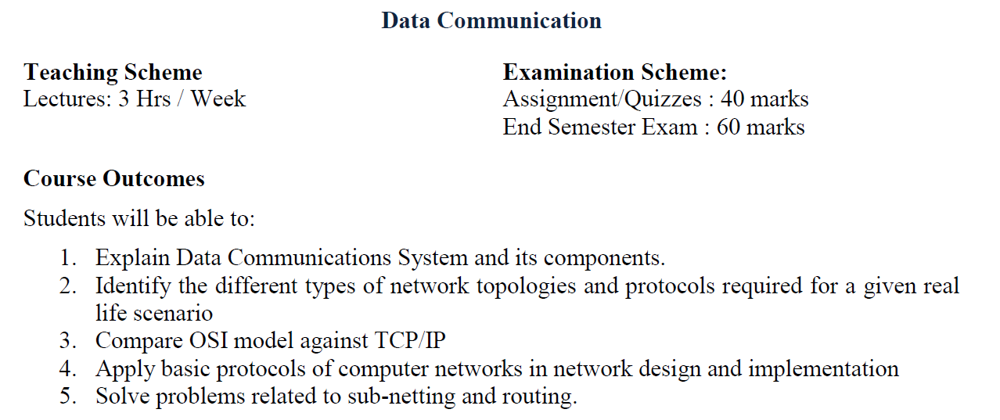 Data Communication
Teaching Scheme
Lectures: 3 Hrs / Week
Examination Scheme:
Assignment/Quizzes : 40 marks
End Semester Exam : 60 marks
Course Outcomes
Students will be able to:
1. Explain Data Communications System and its components.
2. Identify the different types of network topologies and protocols required for a given real
life scenario
3. Compare OSI model against TCP/IP
4. Apply basic protocols of computer networks in network design and implementation
5. Solve problems related to sub-netting and routing.